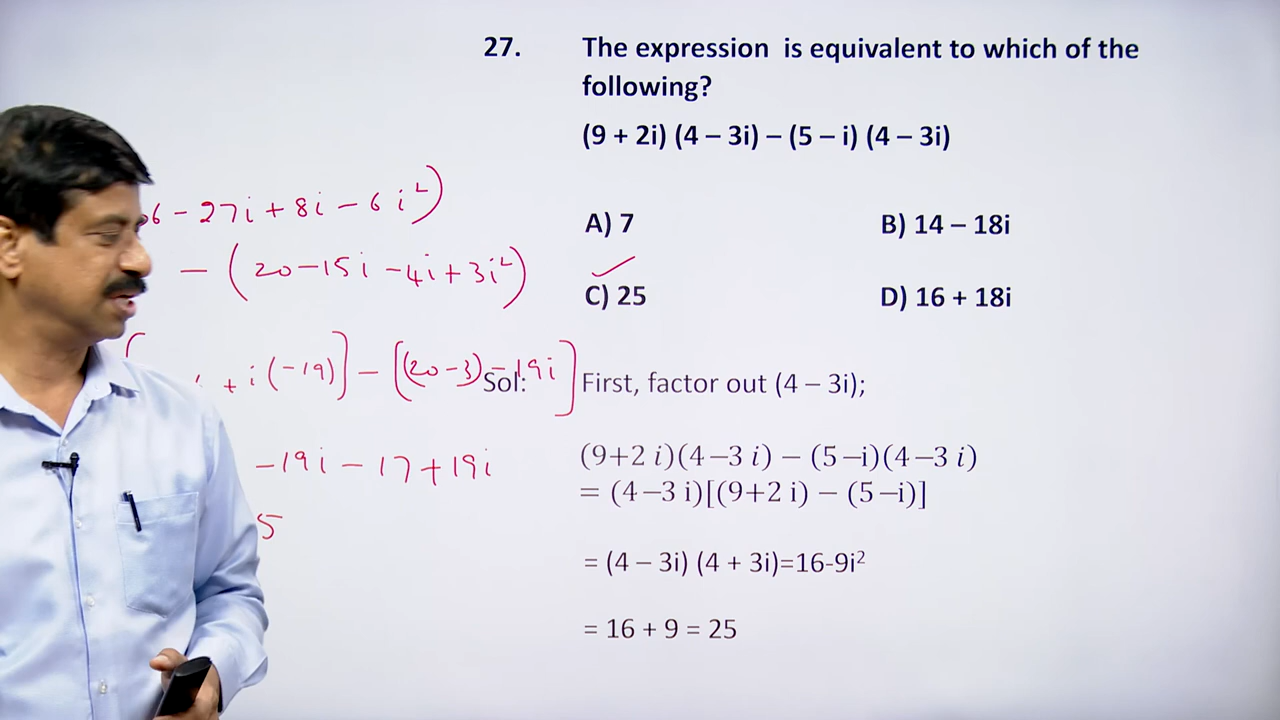 27. The expression is equivalent to which of the
following?
(9 + 2i) (4 – 3i) – (5 – i) (4 – 3i)
A) 7 B) 14 – 18i
C) 25 D) 16 + 18i
Sol: First, factor out (4 – 3i);
(9+2 i)(4–3 i) – (5–i)(4–3 i)
= (4–3 i)[(9+2 i) – (5–i)]
= (4 – 3i) (4 + 3i)=16-9i²
= 16 + 9 = 25
6 – 27i + 8i – 6i²)
– (20 – 15i – 4i + 3i²)
+ i(–19)] – [(20 – 3) – 19i]
– 19i – 17 + 19i
5